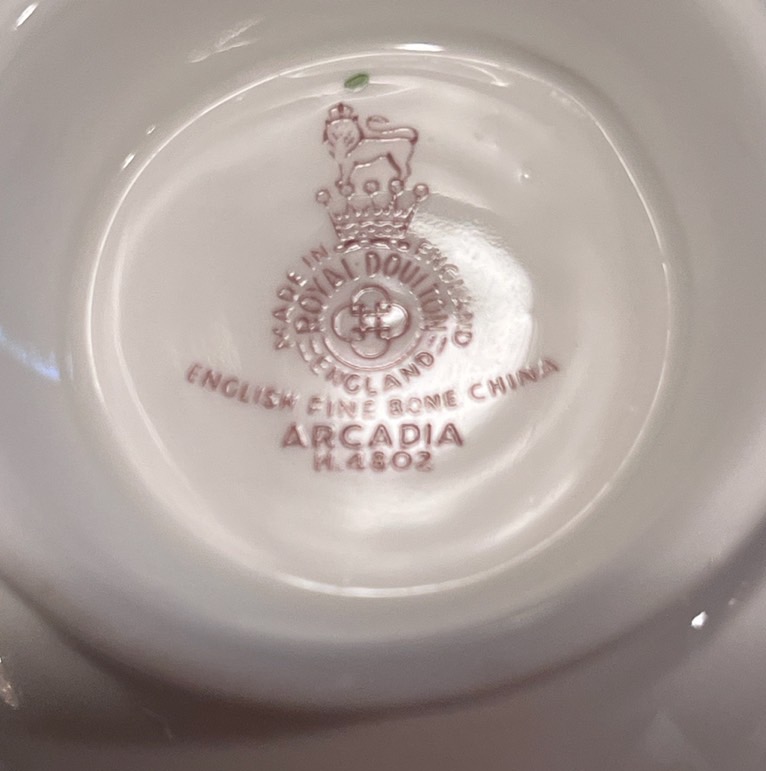 MADE IN ENGLAND
ROYAL·DOULTON
ENGLAND
ENGLISH FINE BONE CHINA
ARCADIA
H.4802